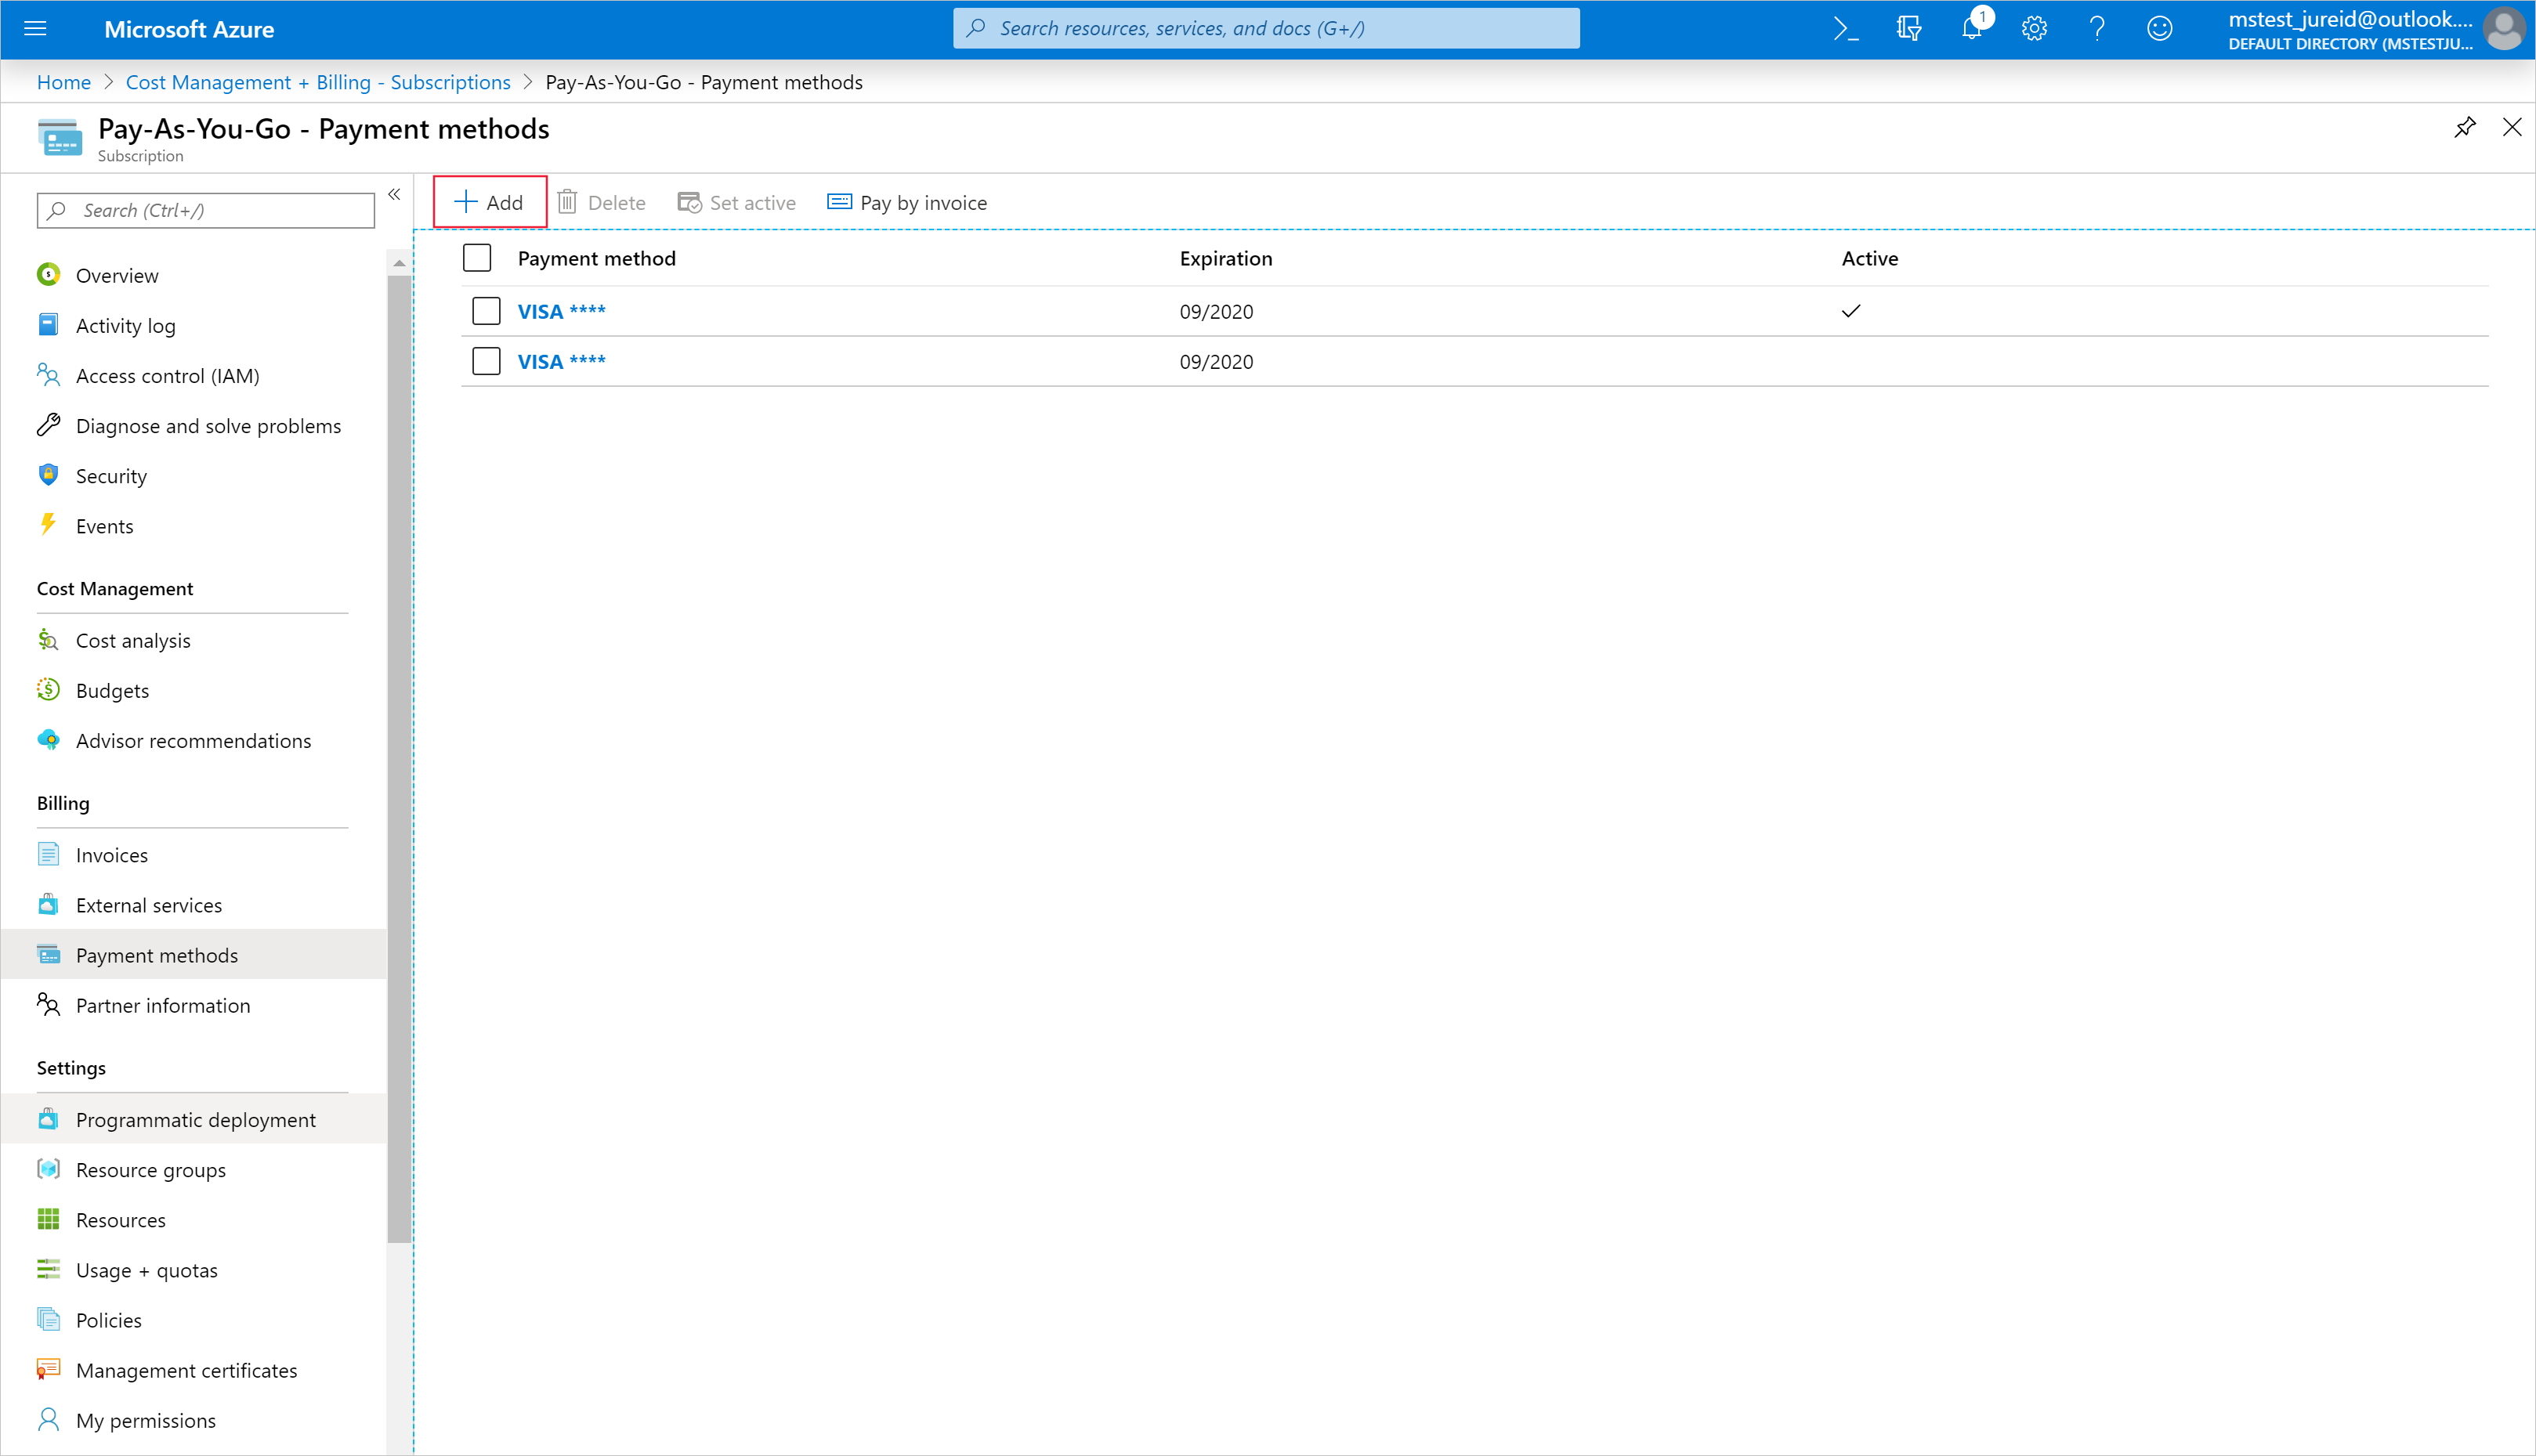 Microsoft Azure
Search resources, services, and docs (G+/)
1
mstest_jureid@outlook....
DEFAULT DIRECTORY (MSTESTJU...
Home > Cost Management + Billing - Subscriptions > Pay-As-You-Go - Payment methods
Pay-As-You-Go - Payment methods
Subscription
Search (Ctrl+/)
«
Add
Delete
Set active
Pay by invoice
Payment method Expiration Active
VISA **** 09/2020
VISA **** 09/2020
Overview
Activity log
Access control (IAM)
Diagnose and solve problems
Security
Events
Cost Management
Cost analysis
Budgets
Advisor recommendations
Billing
Invoices
External services
Payment methods
Partner information
Settings
Programmatic deployment
Resource groups
Resources
Usage + quotas
Policies
Management certificates
My permissions